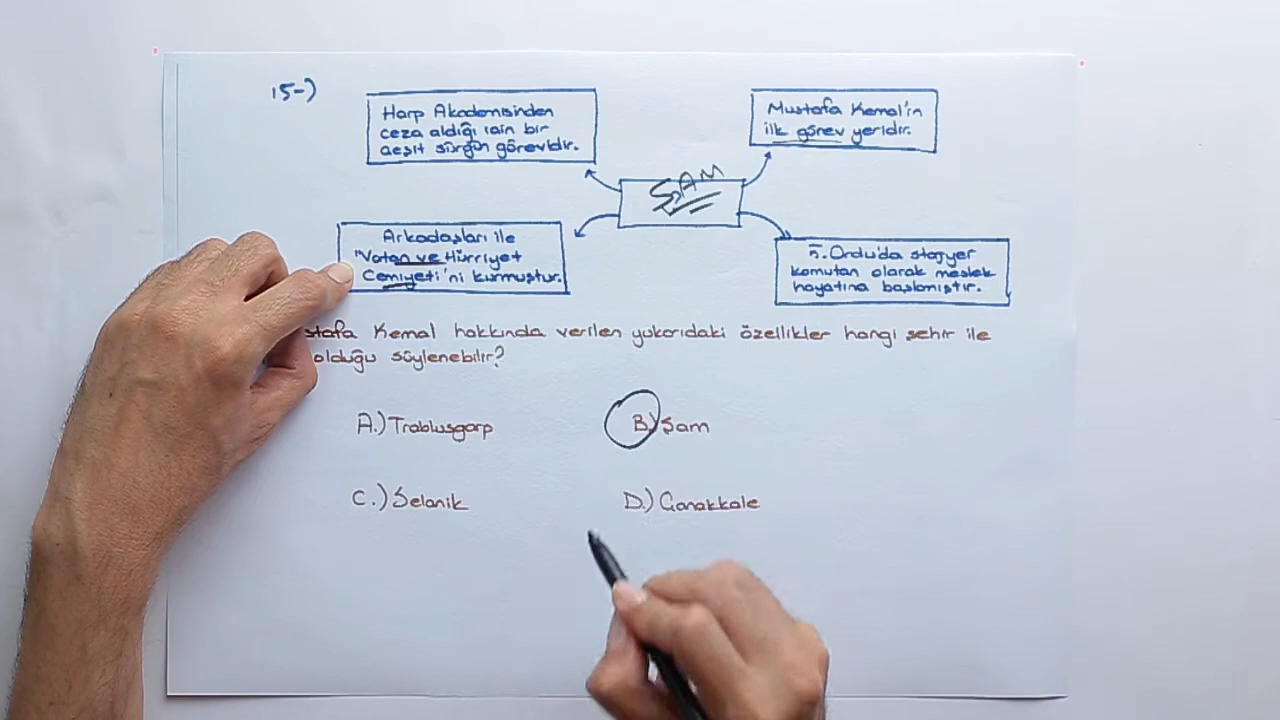 15-)
Harp Akademisinden
ceza aldığı için bir
çeşit sürgün görevidir.
Mustafa Kemal'in
ilk görev yeridir.
ŞAM
Arkadaşları ile
"Vatan ve Hürriyet
Cemiyeti'ni kurmuştur.
5. Ordu'da stajyer
komutan olarak meslek
hayatına başlamıştır.
stafa Kemal hakkında verilen yukarıdaki özellikler hangi şehir ile
olduğu söylenebilir?
A.) Trablusgarp
B.) Şam
C.) Selanik
D.) Çanakkale